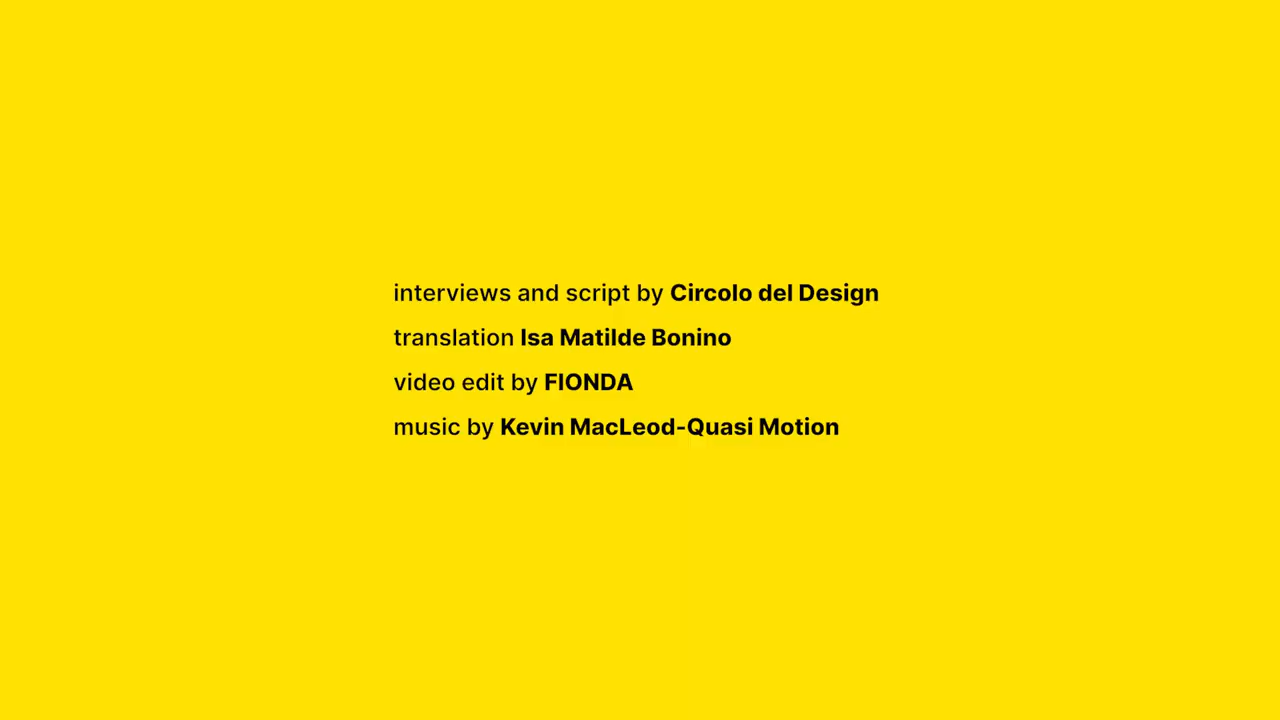 interviews and script by Circolo del Design
translation Isa Matilde Bonino
video edit by FIONDA
music by Kevin MacLeod-Quasi Motion